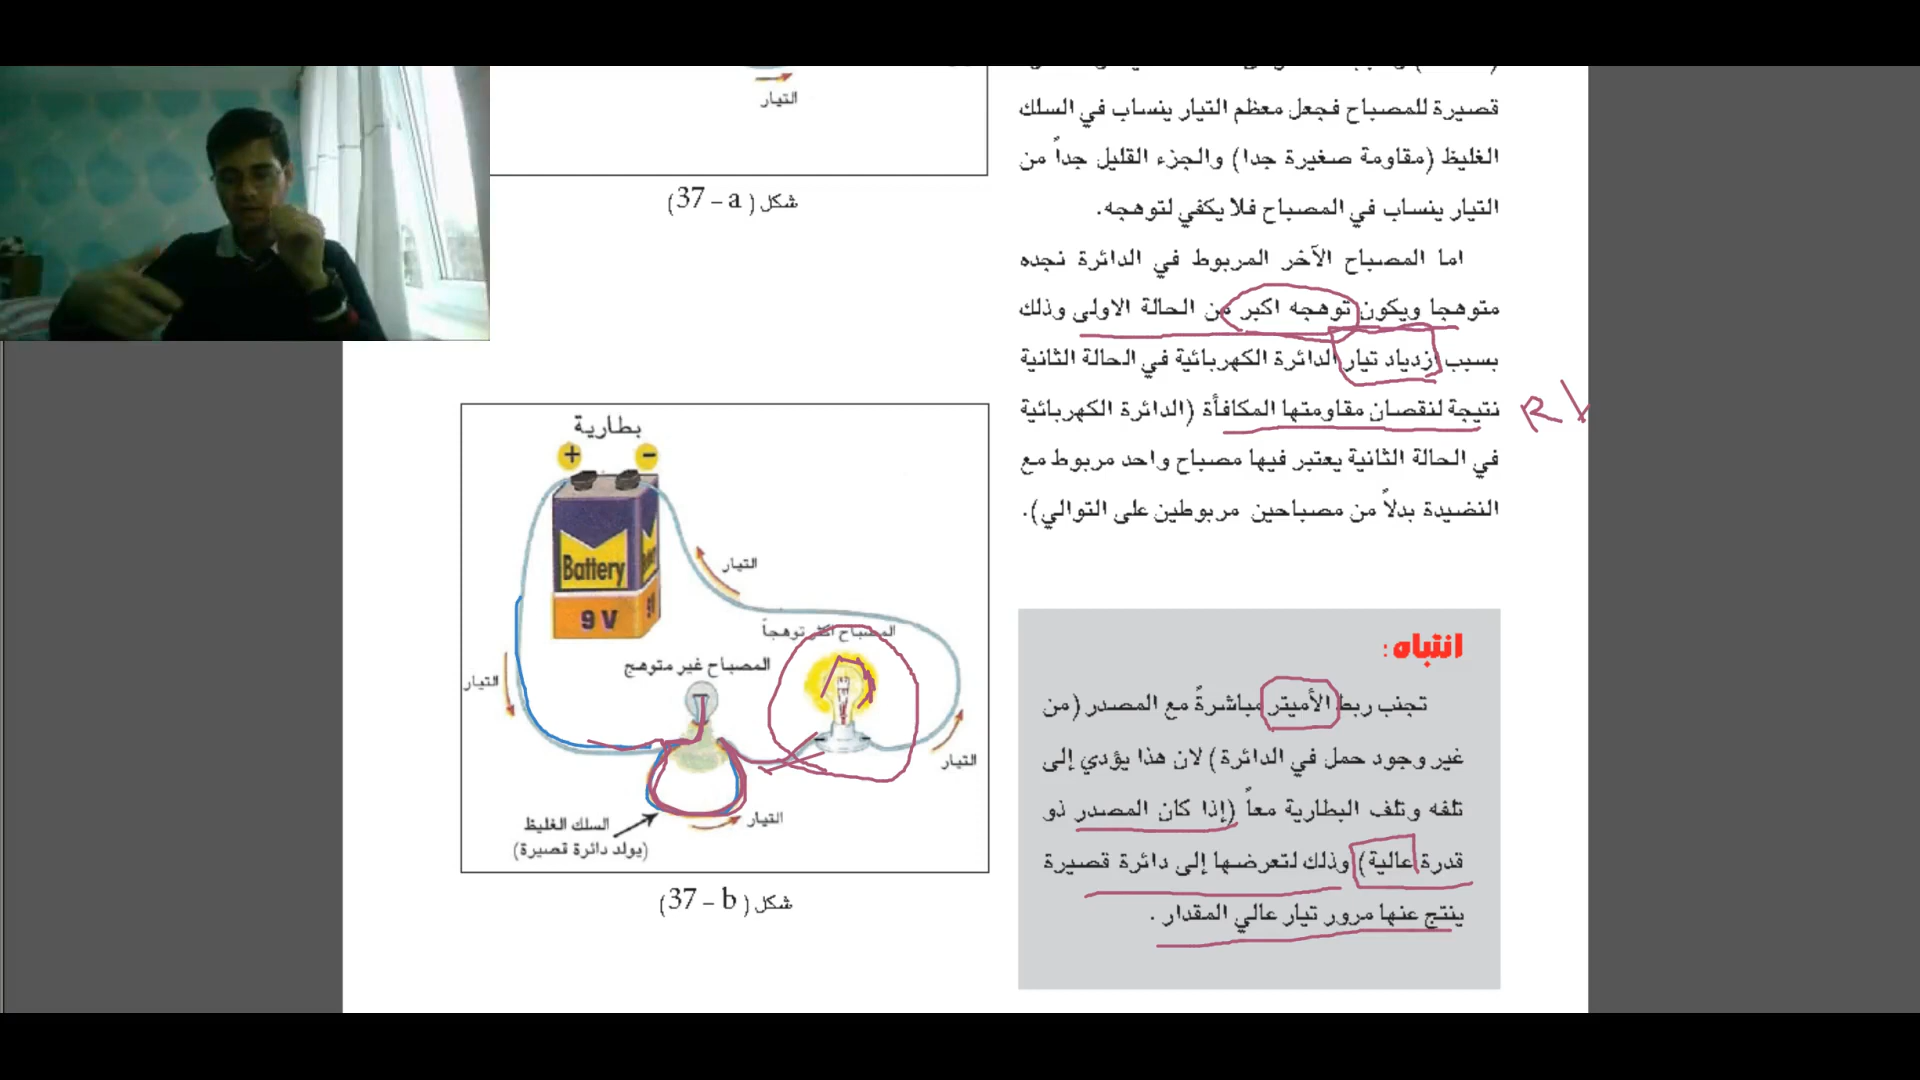 قصيرة للمصباح فجعل معظم التيار ينساب في السلك
الغليظ (مقاومة صغيرة جدا) والجزء القليل جداً من
التيار ينساب في المصباح فلا يكفي لتوهجه.
اما المصباح الآخر المربوط في الدائرة نجده
متوهجا ويكون توهجه اكبر من الحالة الاولى وذلك
بسبب ازدياد تيار الدائرة الكهربائية في الحالة الثانية
نتيجة لنقصان مقاومتها المكافأة (الدائرة الكهربائية
في الحالة الثانية يعتبر فيها مصباح واحد مربوط مع
النضيدة بدلاً من مصباحين مربوطين على التوالي).
R
انتباه :
تجنب ربط الأميتر مباشرةً مع المصدر (من
غير وجود حمل في الدائرة) لان هذا يؤدي إلى
تلفه وتلف البطارية معاً (إذا كان المصدر ذو
قدرة عالية) وذلك لتعرضها إلى دائرة قصيرة
ينتج عنها مرور تيار عالي المقدار .
التيار
شكل ( 37 – a)
بطارية
+ −
Battery
9 V
التيار
المصباح اكثر توهجاً
المصباح غير متوهج
التيار
التيار
التيار
السلك الغليظ
(يولد دائرة قصيرة)
شكل ( 37 – b)